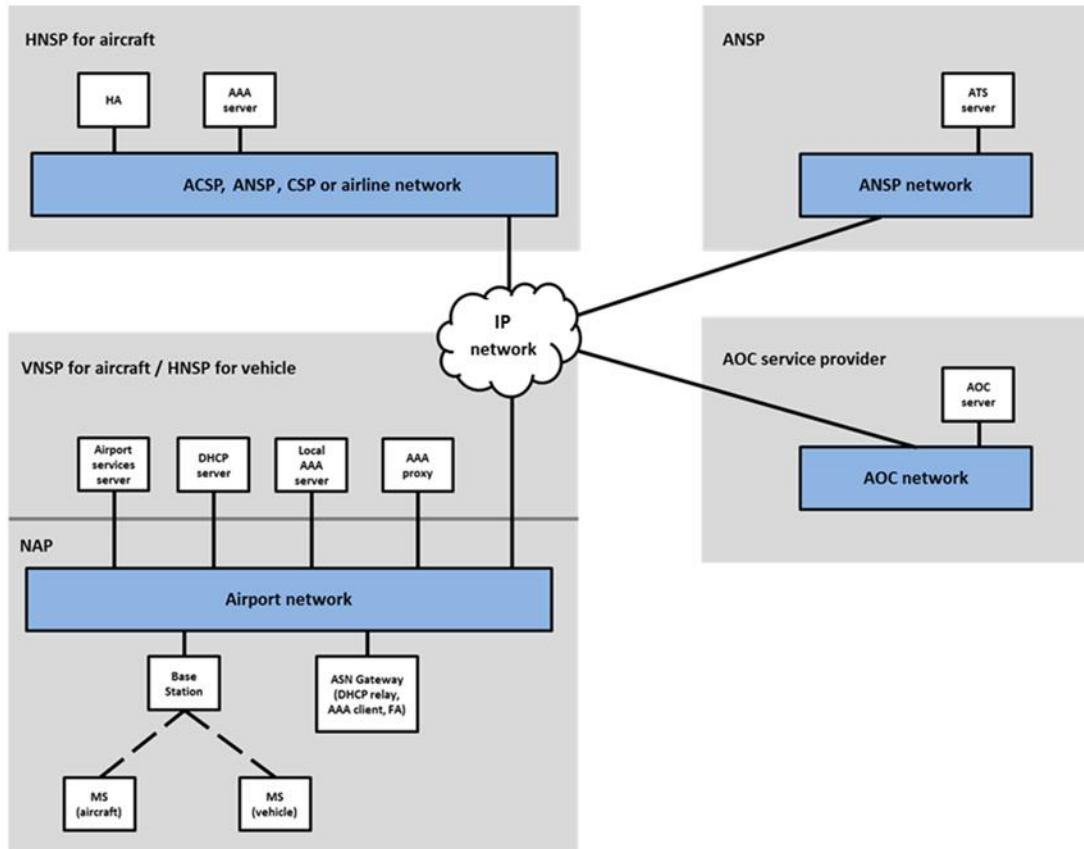 HNSP for aircraft
HA
AAA
server
ACSP, ANSP, CSP or airline network
ANSP
ATS
server
ANSP network
IP
network
VNSP for aircraft / HNSP for vehicle
Airport
services
server
DHCP
server
Local
AAA
server
AAA
proxy
AOC service provider
AOC
server
AOC network
NAP
Airport network
Base
Station
ASN Gateway
(DHCP relay,
AAA client, FA)
MS
(aircraft)
MS
(vehicle)